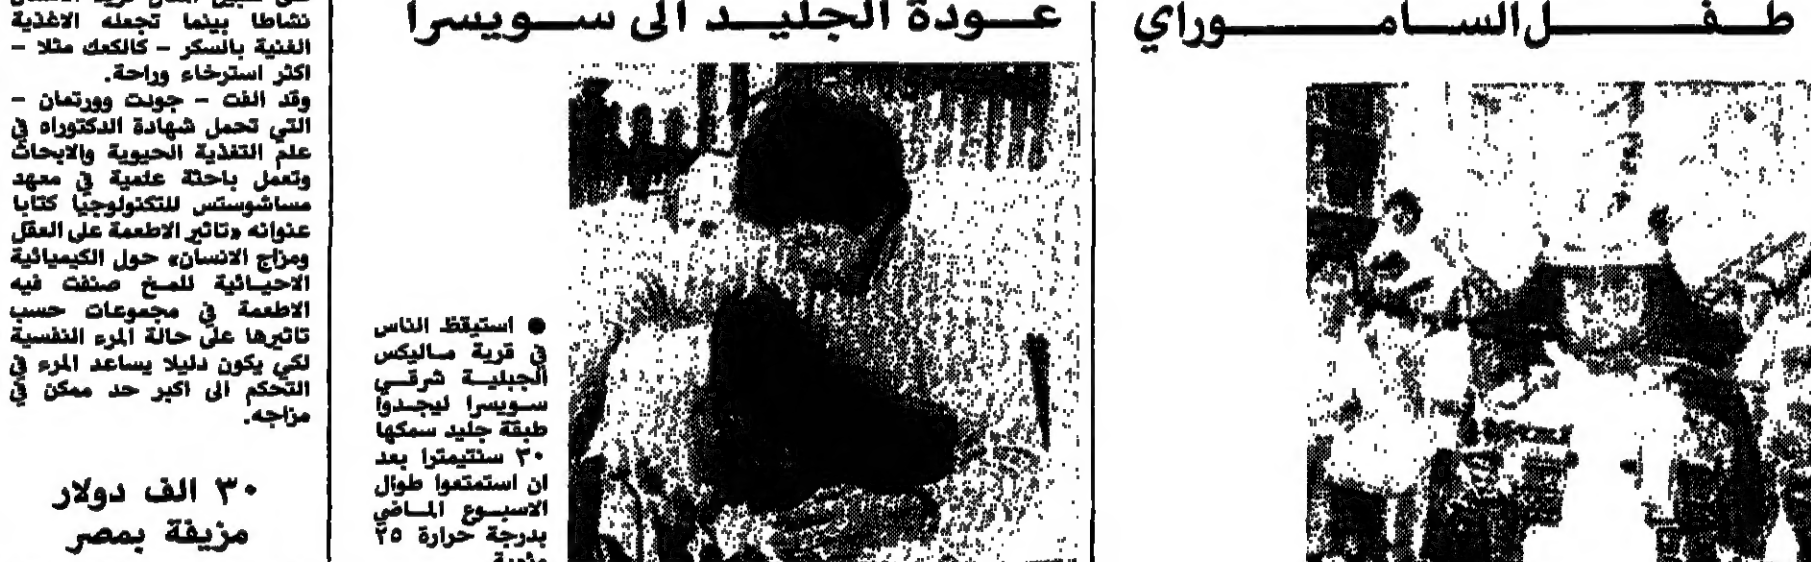 طفل الساموراي
عودة الجليد الى سويسرا
● استيقظ الناس
في قرية ماليكس
الجبلية شرقي
سويسرا ليجدوا
طبقة جليد سمكها
٣٠ سنتيمترا بعد
ان استمتعوا طوال
الاسبوع الماضي
بدرجة حرارة ٢٥
نشاطا بينما تجعله الاغذية
الغنية بالسكر - كالكعك مثلا -
اكثر استرخاء وراحة.
وقد الفت - جونت وورتمان -
التي تحمل شهادة الدكتوراه في
علم التغذية الحيوية والابحاث
وتعمل باحثة علمية في معهد
مساشوستس للتكنولوجيا كتابا
عنوانه «تاثير الاطعمة على العقل
ومزاج الانسان» حول الكيميائية
الاحيائية للمخ صنفت فيه
الاطعمة في مجموعات حسب
تاثيرها على حالة المرء النفسية
لكي يكون دليلا يساعد المرء في
التحكم الى اكبر حد ممكن في
مزاجه.
٣٠ الف دولار
مزيفة بمصر